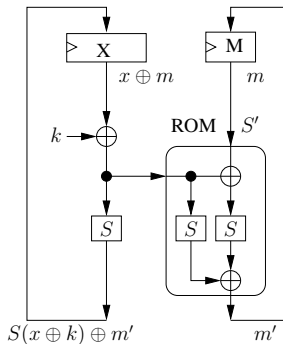 X M
x ⊕ m m
k ROM S′
S S S
S(x ⊕ k) ⊕ m′ m′